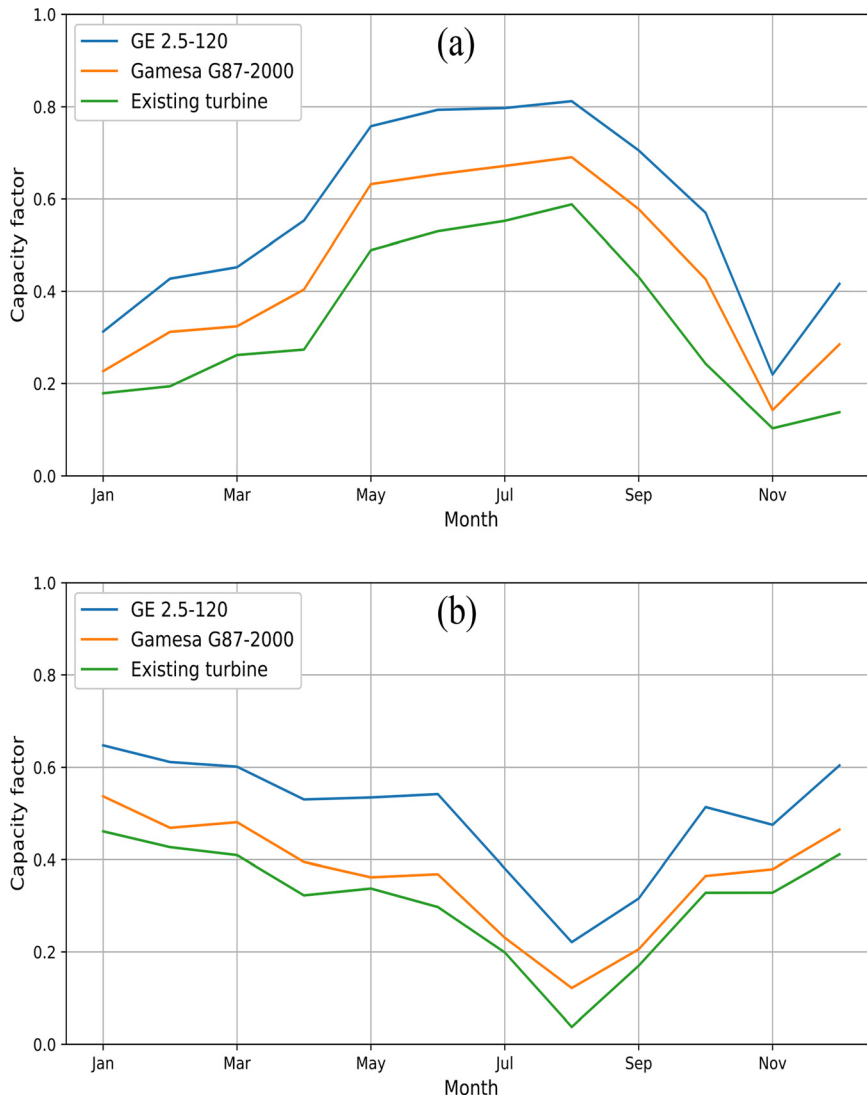 (a)
GE 2.5-120
Gamesa G87-2000
Existing turbine
Capacity factor
1.0
0.8
0.6
0.4
0.2
0.0
Jan Mar May Jul Sep Nov
Month
(b)
GE 2.5-120
Gamesa G87-2000
Existing turbine
Capacity factor
1.0
0.8
0.6
0.4
0.2
0.0
Jan Mar May Jul Sep Nov
Month